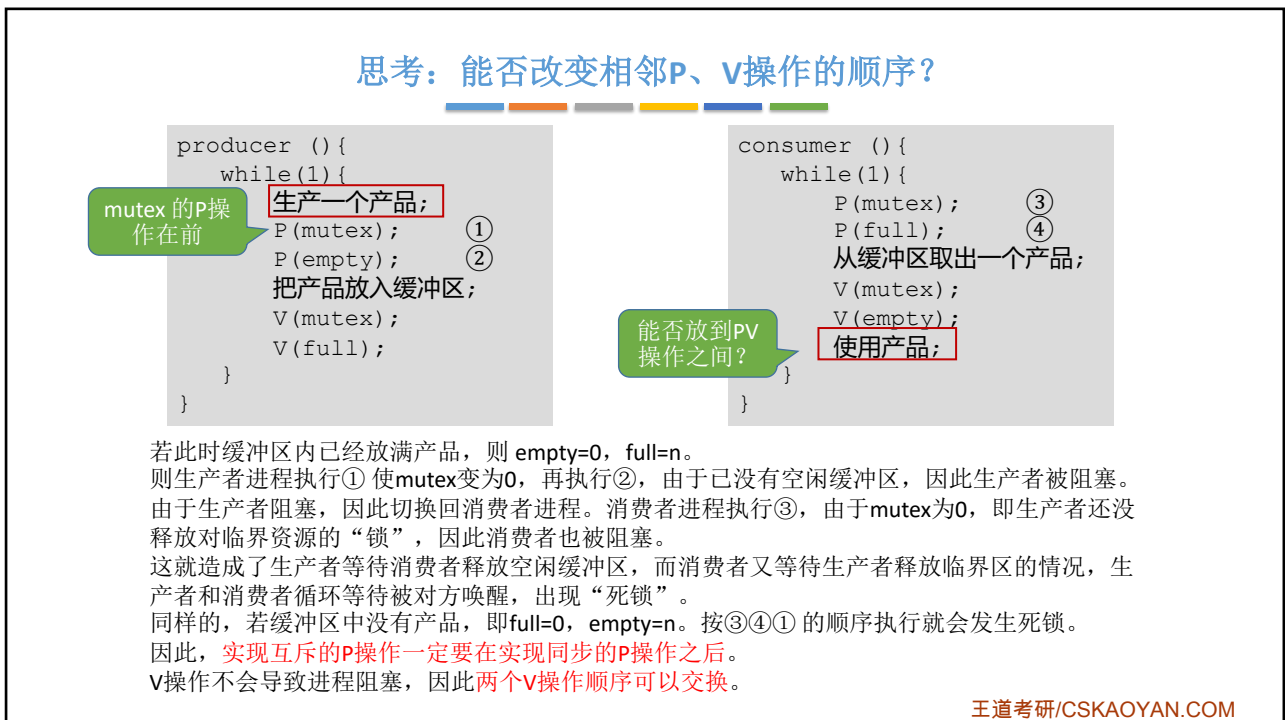 思考：能否改变相邻P、V操作的顺序？
producer (){
while(1){
生产一个产品;
mutex 的P操
作在前
P(mutex); ①
P(empty); ②
把产品放入缓冲区;
V(mutex);
V(full);
}
}
consumer (){
while(1){
P(mutex); ③
P(full); ④
从缓冲区取出一个产品;
V(mutex);
V(empty);
能否放到PV
操作之间？
使用产品;
}
}
若此时缓冲区内已经放满产品，则 empty=0，full=n。
则生产者进程执行① 使mutex变为0，再执行②，由于已没有空闲缓冲区，因此生产者被阻塞。
由于生产者阻塞，因此切换回消费者进程。消费者进程执行③，由于mutex为0，即生产者还没
释放对临界资源的“锁”，因此消费者也被阻塞。
这就造成了生产者等待消费者释放空闲缓冲区，而消费者又等待生产者释放临界区的情况，生
产者和消费者循环等待被对方唤醒，出现“死锁”。
同样的，若缓冲区中没有产品，即full=0，empty=n。按③④① 的顺序执行就会发生死锁。
因此，实现互斥的P操作一定要在实现同步的P操作之后。
V操作不会导致进程阻塞，因此两个V操作顺序可以交换。
王道考研/CSKAOYAN.COM